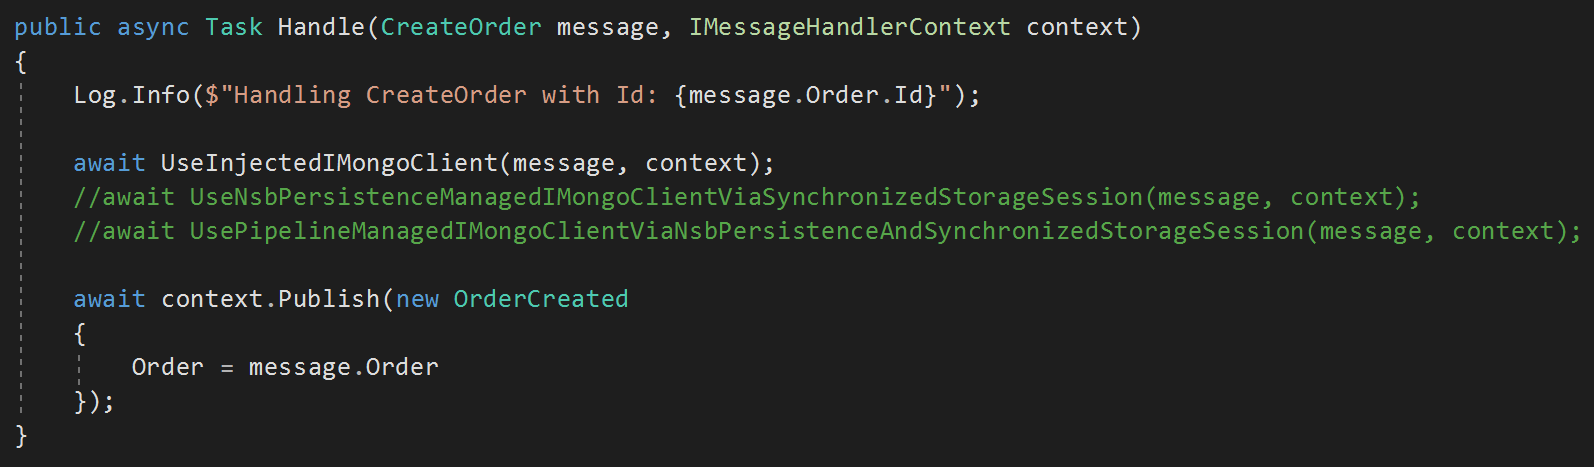 public async Task Handle(CreateOrder message, IMessageHandlerContext context)
{
    Log.Info($"Handling CreateOrder with Id: {message.Order.Id}");

    await UseInjectedIMongoClient(message, context);
    //await UseNsbPersistenceManagedIMongoClientViaSynchronizedStorageSession(message, context);
    //await UsePipelineManagedIMongoClientViaNsbPersistenceAndSynchronizedStorageSession(message, context);

    await context.Publish(new OrderCreated
    {
        Order = message.Order
    });
}